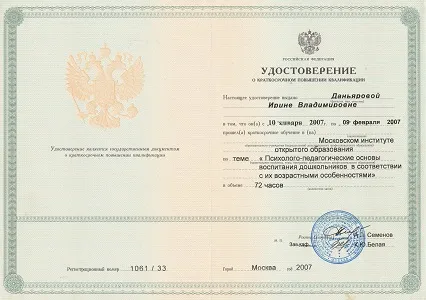 Удостоверение является государственным документом
о краткосрочном повышении квалификации
Регистрационный номер 1061 / 33
РОССИЙСКАЯ ФЕДЕРАЦИЯ
УДОСТОВЕРЕНИЕ
О КРАТКОСРОЧНОМ ПОВЫШЕНИИ КВАЛИФИКАЦИИ
Настоящее удостоверение выдано Даньяровой
Ирине Владимировне
в том, что он(а) с 10 января 2007г по 09 февраля 2007
прошел(а) краткосрочное обучение в (на)
Московском институте
открытого образования
по теме « Психолого-педагогические основы
воспитания дошкольников в соответствии
с их возрастными особенностями»
в объеме 72 часов
М. П.
Семенов
К.Ю.Белая
Город Москва год 2007